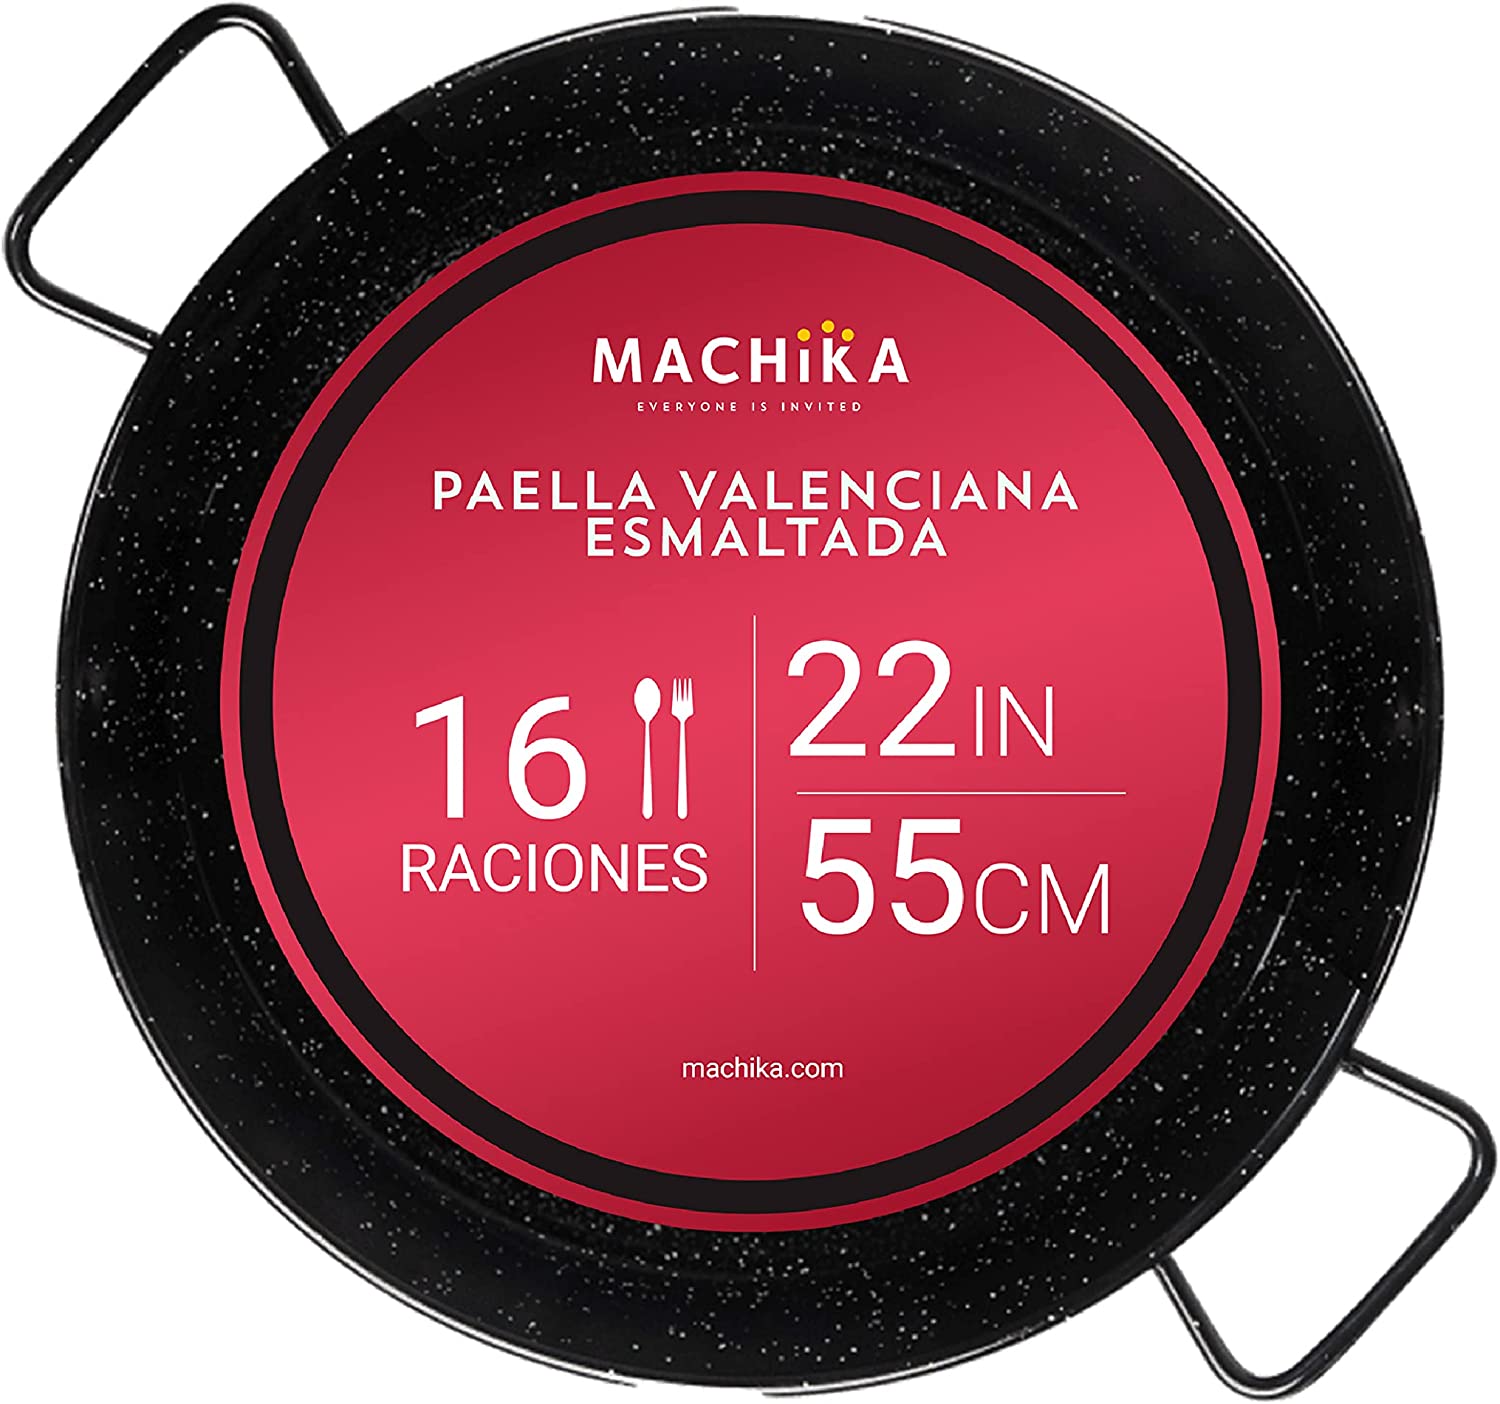 MACHiKA
EVERYONE IS INVITED
PAELLA VALENCIANA
ESMALTADA
16
RACIONES
22IN
55CM
machika.com